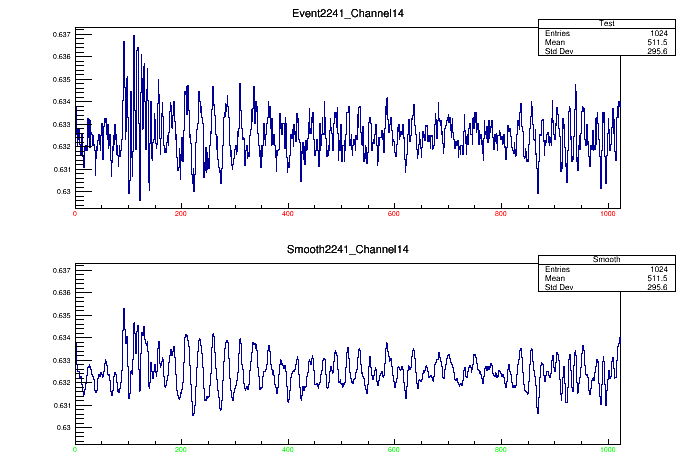 Event2241_Channel14
Test
Entries 1024
Mean 511.5
Std Dev 295.6
0.637
0.636
0.635
0.634
0.633
0.632
0.631
0.63
0 200 400 600 800 1000
Smooth2241_Channel14
Smooth
Entries 1024
Mean 511.5
Std Dev 295.6
0.637
0.636
0.635
0.634
0.633
0.632
0.631
0.63
0 200 400 600 800 1000